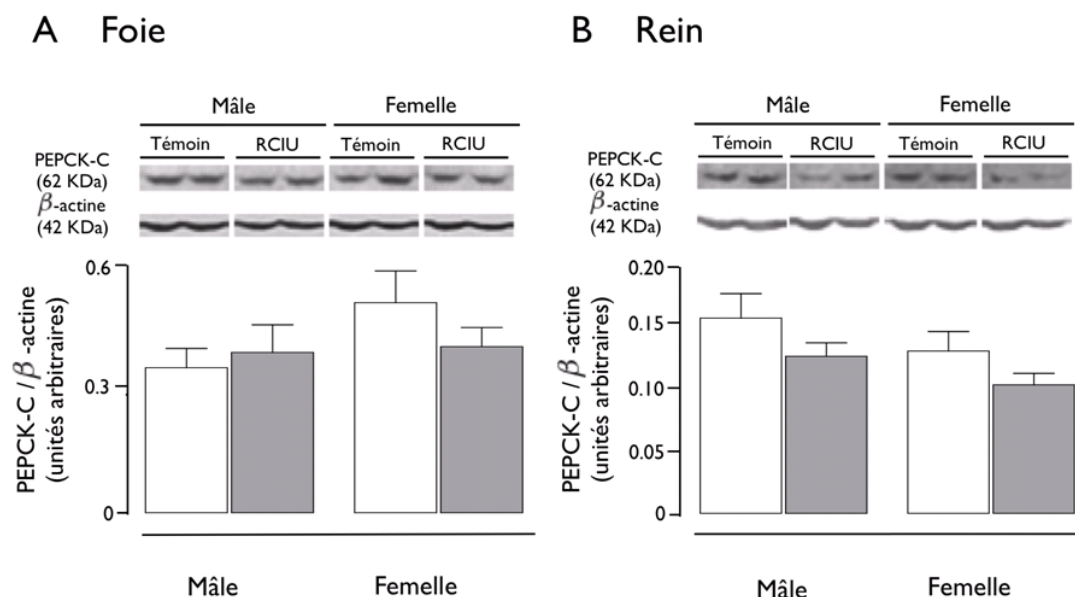 A Foie
Mâle Femelle
Témoin RCIU Témoin RCIU
PEPCK-C
(62 KDa)
β-actine
(42 KDa)
0.6
0.3
0
PEPCK-C / β -actine
(unités arbitraires)
Mâle Femelle
B Rein
Mâle Femelle
Témoin RCIU Témoin RCIU
PEPCK-C
(62 KDa)
β-actine
(42 KDa)
0.20
0.15
0.10
0.05
0
PEPCK-C / β -actine
(unités arbitraires)
Mâle Femelle